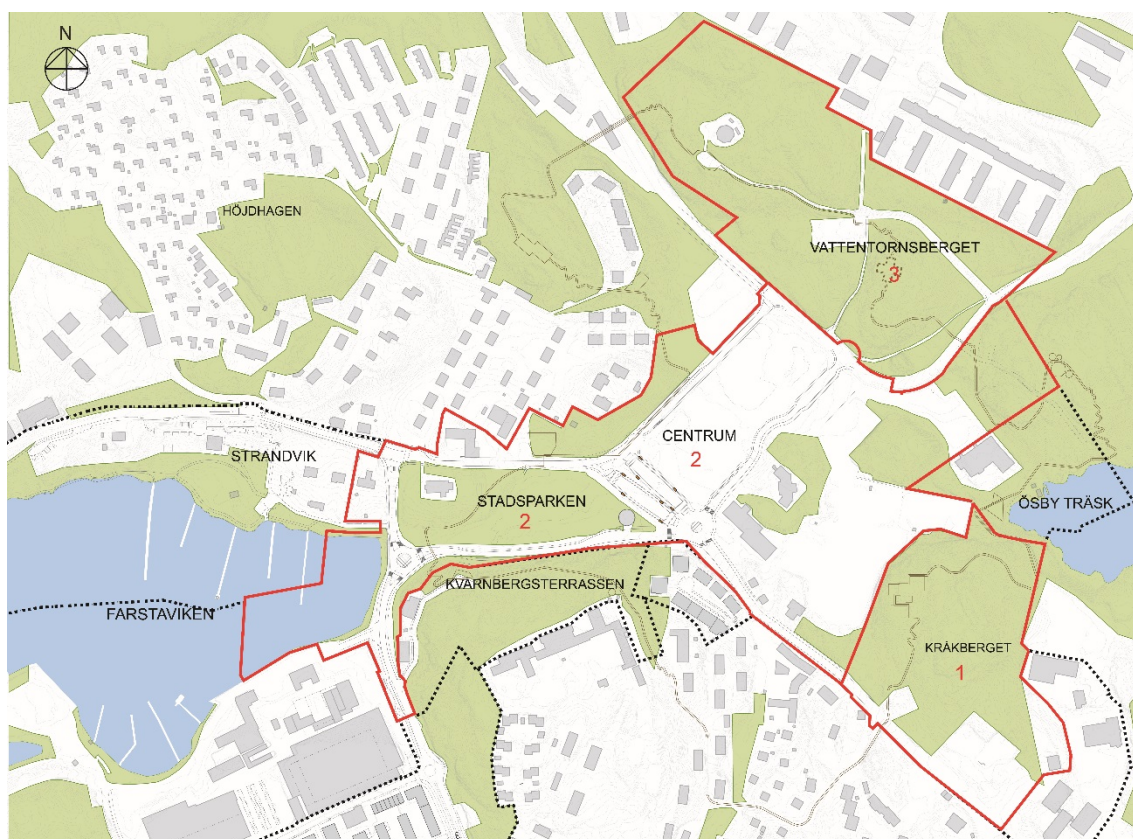 N
HÖJDHAGEN
VATTENTORNSBERGET
3
CENTRUM
2
STRANDVIK
STADSPARKEN
2
ÖSBY TRÄSK
KVARNBERGSTERRASSEN
FARSTAVIKEN
KRÅKBERGET
1